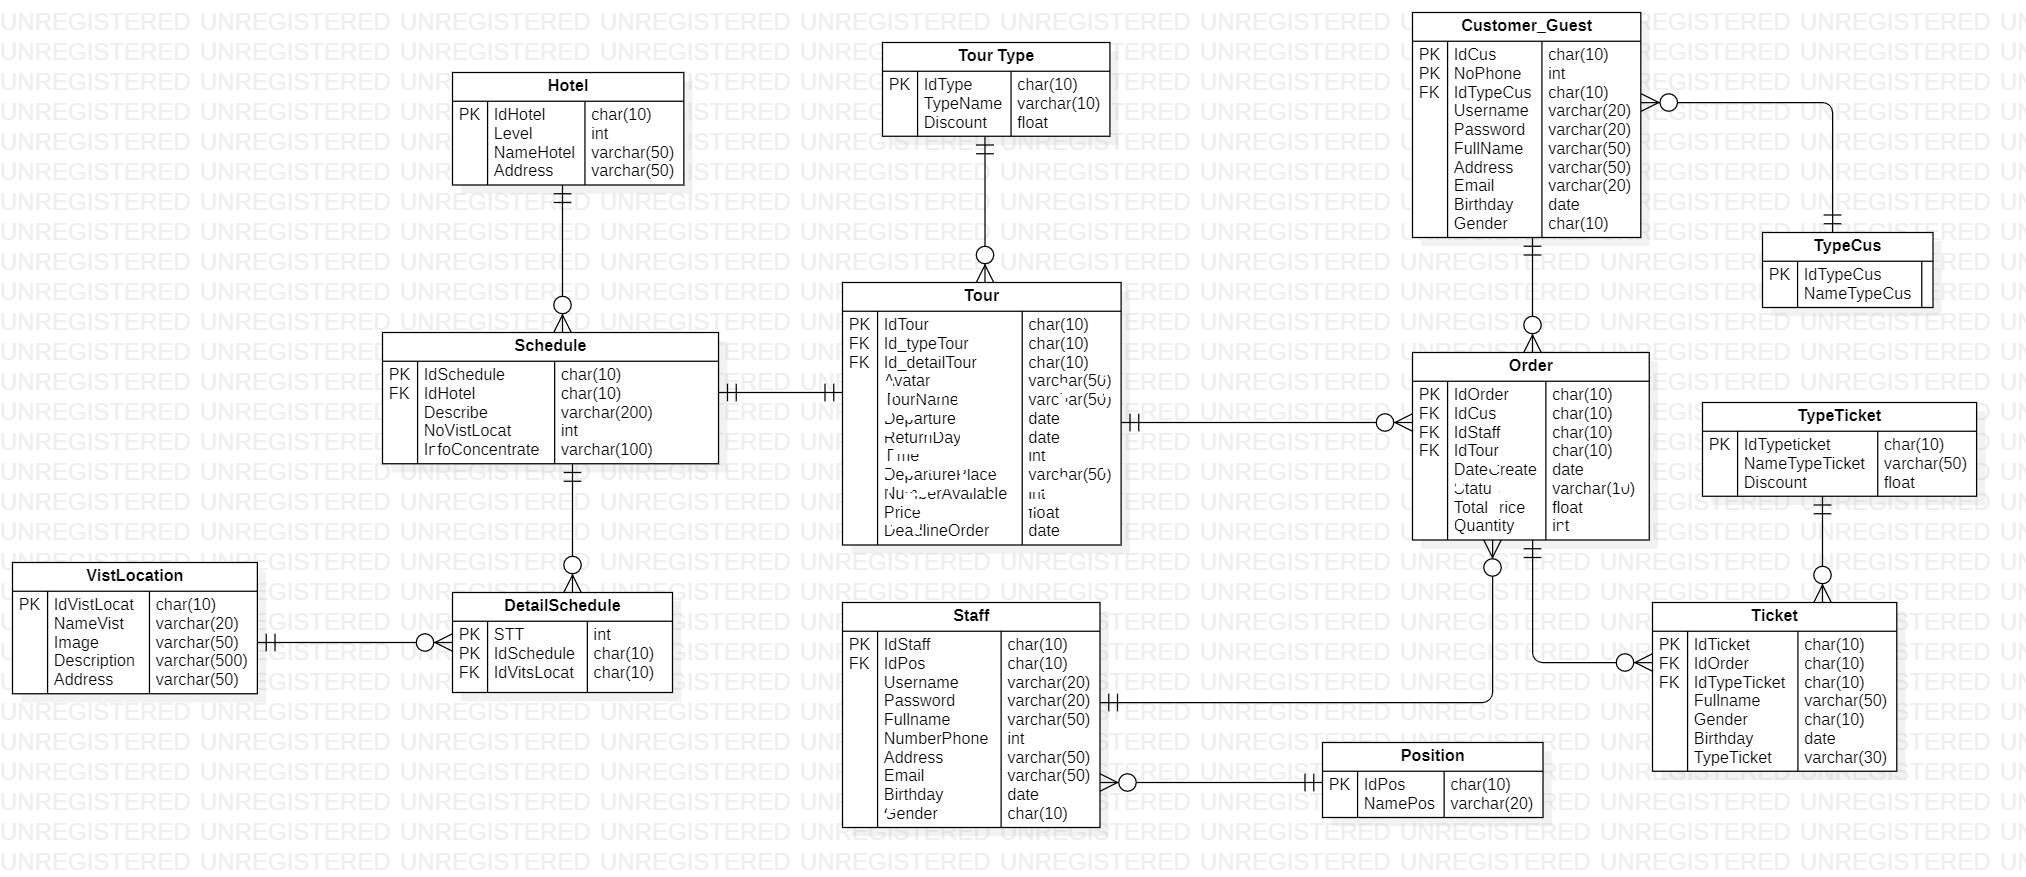 Hotel
PK IdHotel char(10)
Level int
NameHotel varchar(50)
Address varchar(50)
Tour Type
PK IdType char(10)
TypeName varchar(10)
Discount float
Customer_Guest
PK IdCus char(10)
PK NoPhone int
FK IdTypeCus char(10)
Username varchar(20)
Password varchar(20)
FullName varchar(50)
Address varchar(50)
Email varchar(20)
Birthday date
Gender char(10)
TypeCus
PK IdTypeCus
NameTypeCus
Schedule
PK IdSchedule char(10)
FK IdHotel char(10)
Describe varchar(200)
NoVistLocat int
InfoConcentrate varchar(100)
Tour
PK IdTour char(10)
FK Id_typeTour char(10)
FK Id_detailTour char(10)
Avatar varchar(50)
TourName varchar(50)
Departure date
ReturnDay date
Time int
DeparturePlace varchar(50)
NumberAvailable int
Price float
DeadlineOrder date
Order
PK IdOrder char(10)
FK IdCus char(10)
FK IdStaff char(10)
FK IdTour char(10)
DateCreate date
Status varchar(10)
TotalPrice float
Quantity int
TypeTicket
PK IdTypeticket char(10)
NameTypeTicket varchar(50)
Discount float
VistLocation
PK IdVistLocat char(10)
NameVist varchar(20)
Image varchar(50)
Description varchar(500)
Address varchar(50)
DetailSchedule
PK STT int
PK IdSchedule char(10)
FK IdVitsLocat char(10)
Staff
PK IdStaff char(10)
FK IdPos char(10)
Username varchar(20)
Password varchar(20)
Fullname varchar(50)
NumberPhone int
Address varchar(50)
Email varchar(50)
Birthday date
Gender char(10)
Position
PK IdPos char(10)
NamePos varchar(20)
Ticket
PK IdTicket char(10)
FK IdOrder char(10)
FK IdTypeTicket char(10)
Fullname varchar(50)
Gender char(10)
Birthday date
TypeTicket varchar(30)
UNREGISTERED